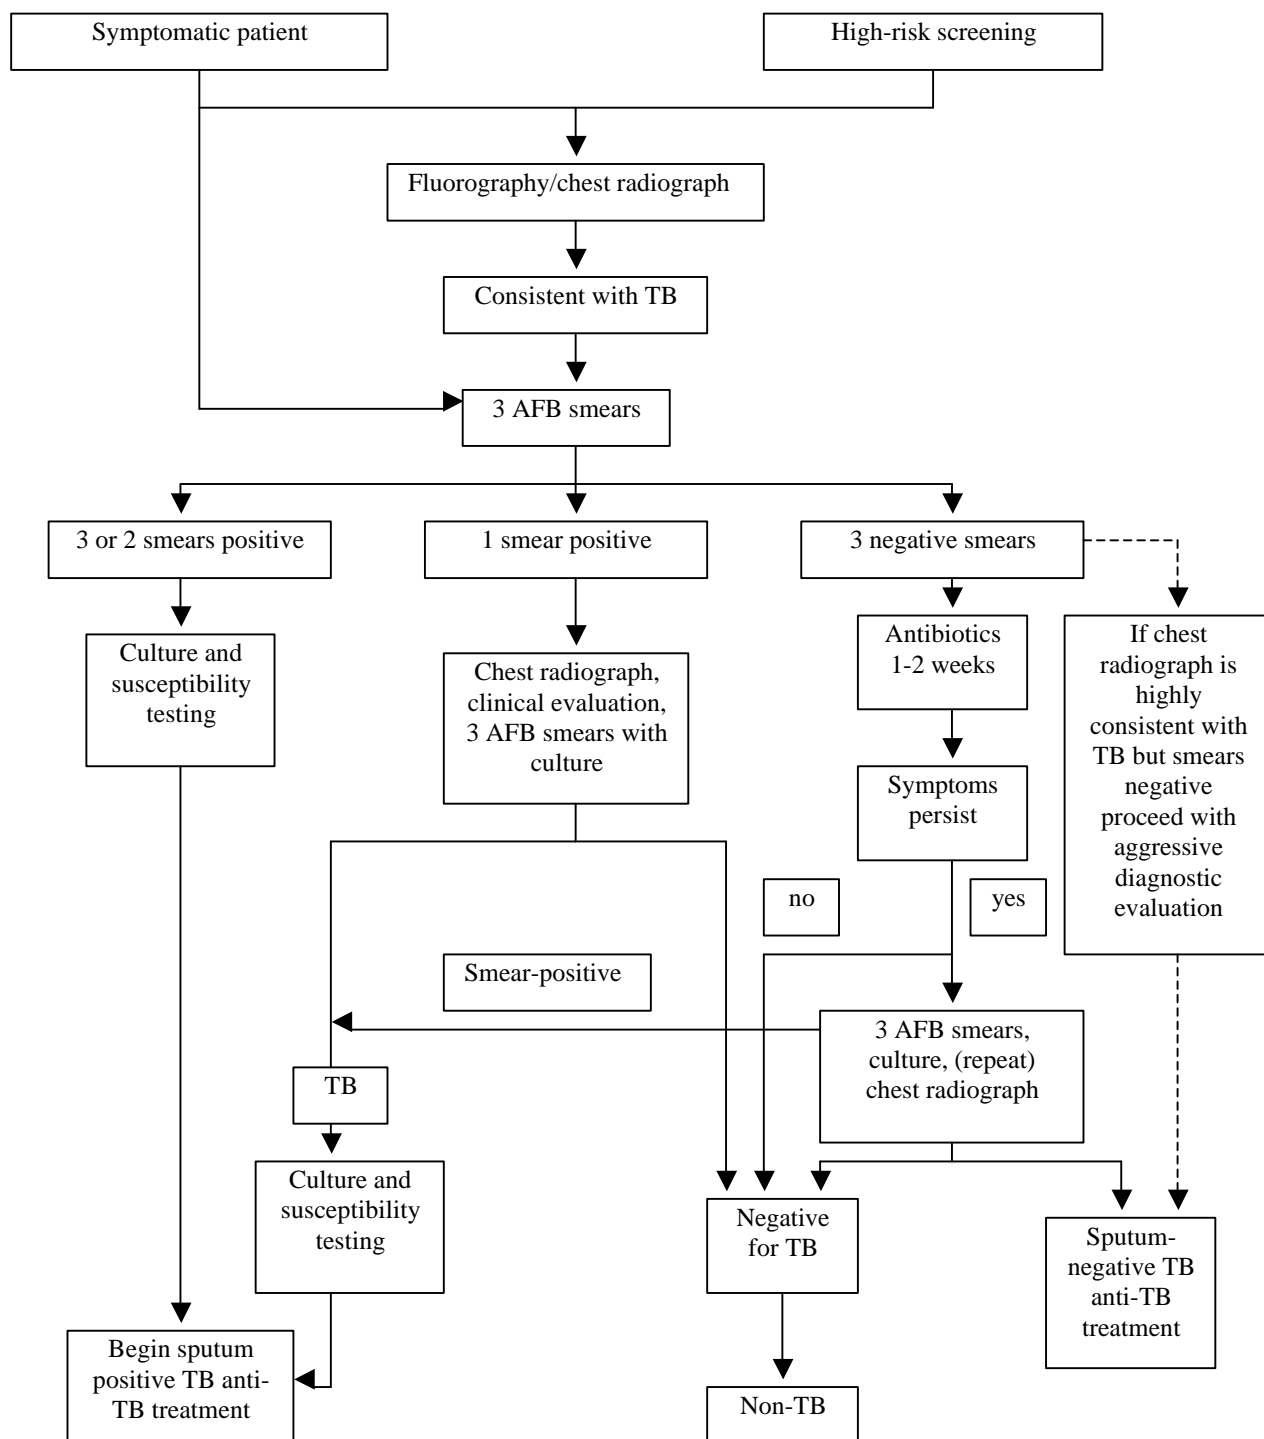 Symptomatic patient
High-risk screening
Fluorography/chest radiograph
Consistent with TB
3 AFB smears
3 or 2 smears positive
1 smear positive
3 negative smears
Culture and
susceptibility
testing
Chest radiograph,
clinical evaluation,
3 AFB smears with
culture
Antibiotics
1-2 weeks
If chest
radiograph is
highly
consistent with
TB but smears
negative
proceed with
aggressive
diagnostic
evaluation
Symptoms
persist
no
yes
Smear-positive
3 AFB smears,
culture, (repeat)
chest radiograph
TB
Culture and
susceptibility
testing
Negative
for TB
Sputum-
negative TB
anti-TB
treatment
Begin sputum
positive TB anti-
TB treatment
Non-TB